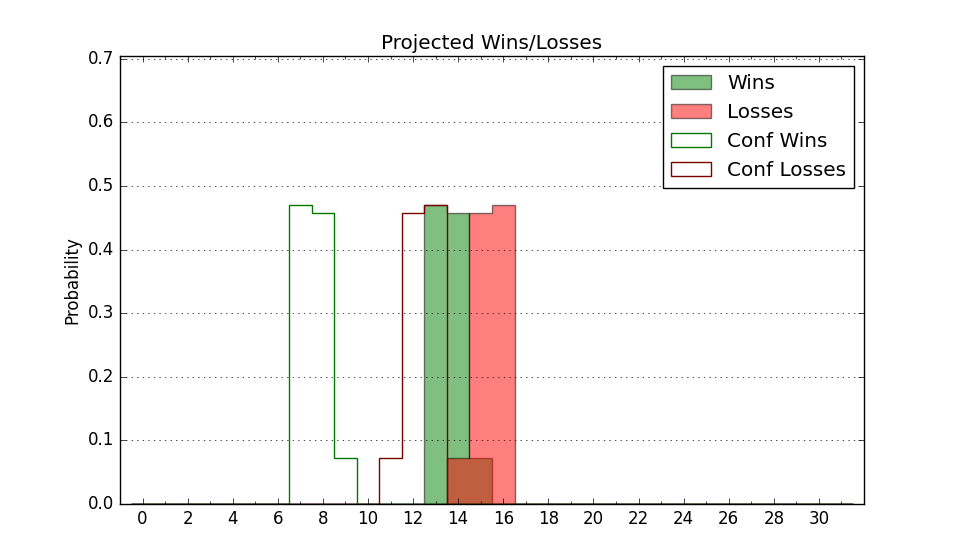 Projected Wins/Losses
0.7
0.6
0.5
0.4
0.3
0.2
0.1
0.0
Probability
Wins
Losses
Conf Wins
Conf Losses
0 2 4 6 8 10 12 14 16 18 20 22 24 26 28 30